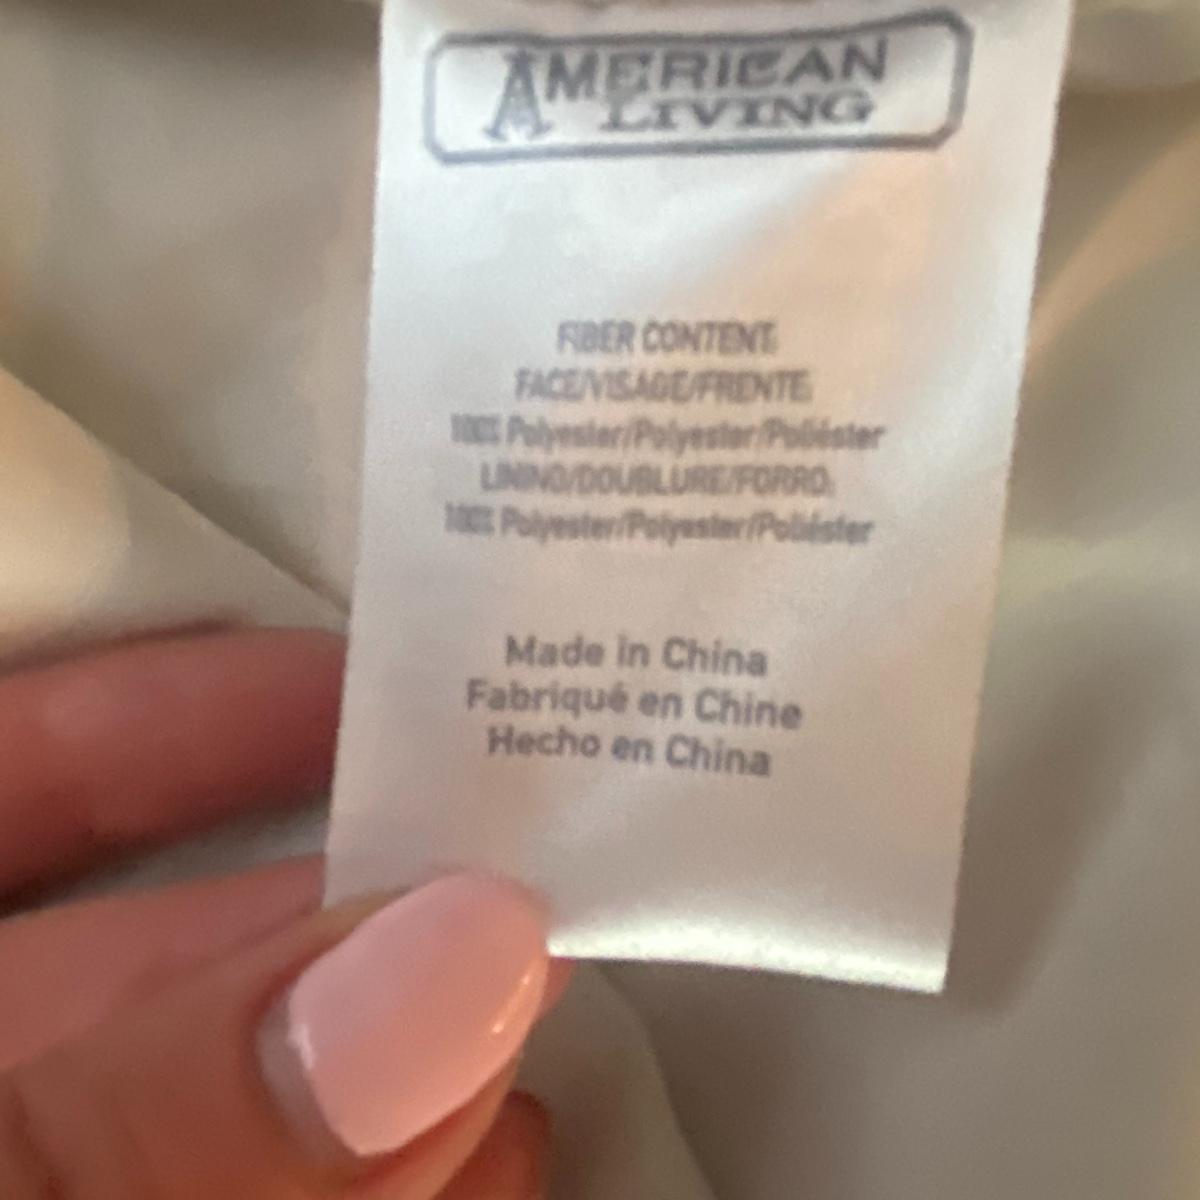 AMERICAN
LIVING
FIBER CONTENT:
FACE/VISAGE/FRENTE:
100% Polyester/Polyester/Poliéster
LINING/DOUBLURE/FORRO:
100% Polyester/Polyester/Poliéster
Made in China
Fabriqué en Chine
Hecho en China